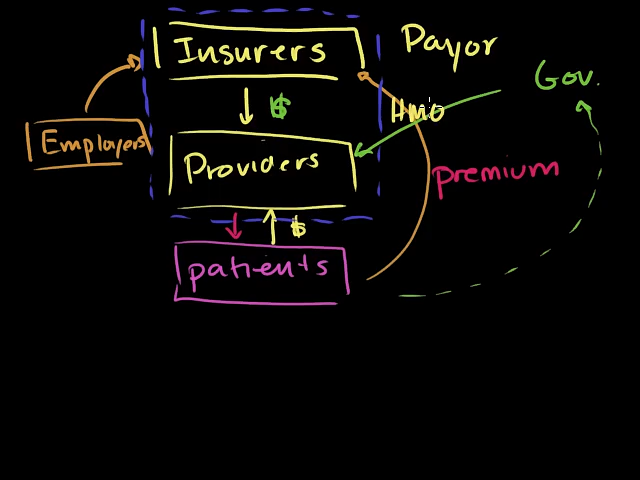 Insurers
Payor
Gov.
$
HMO
Employers
Providers
premium
$
patients